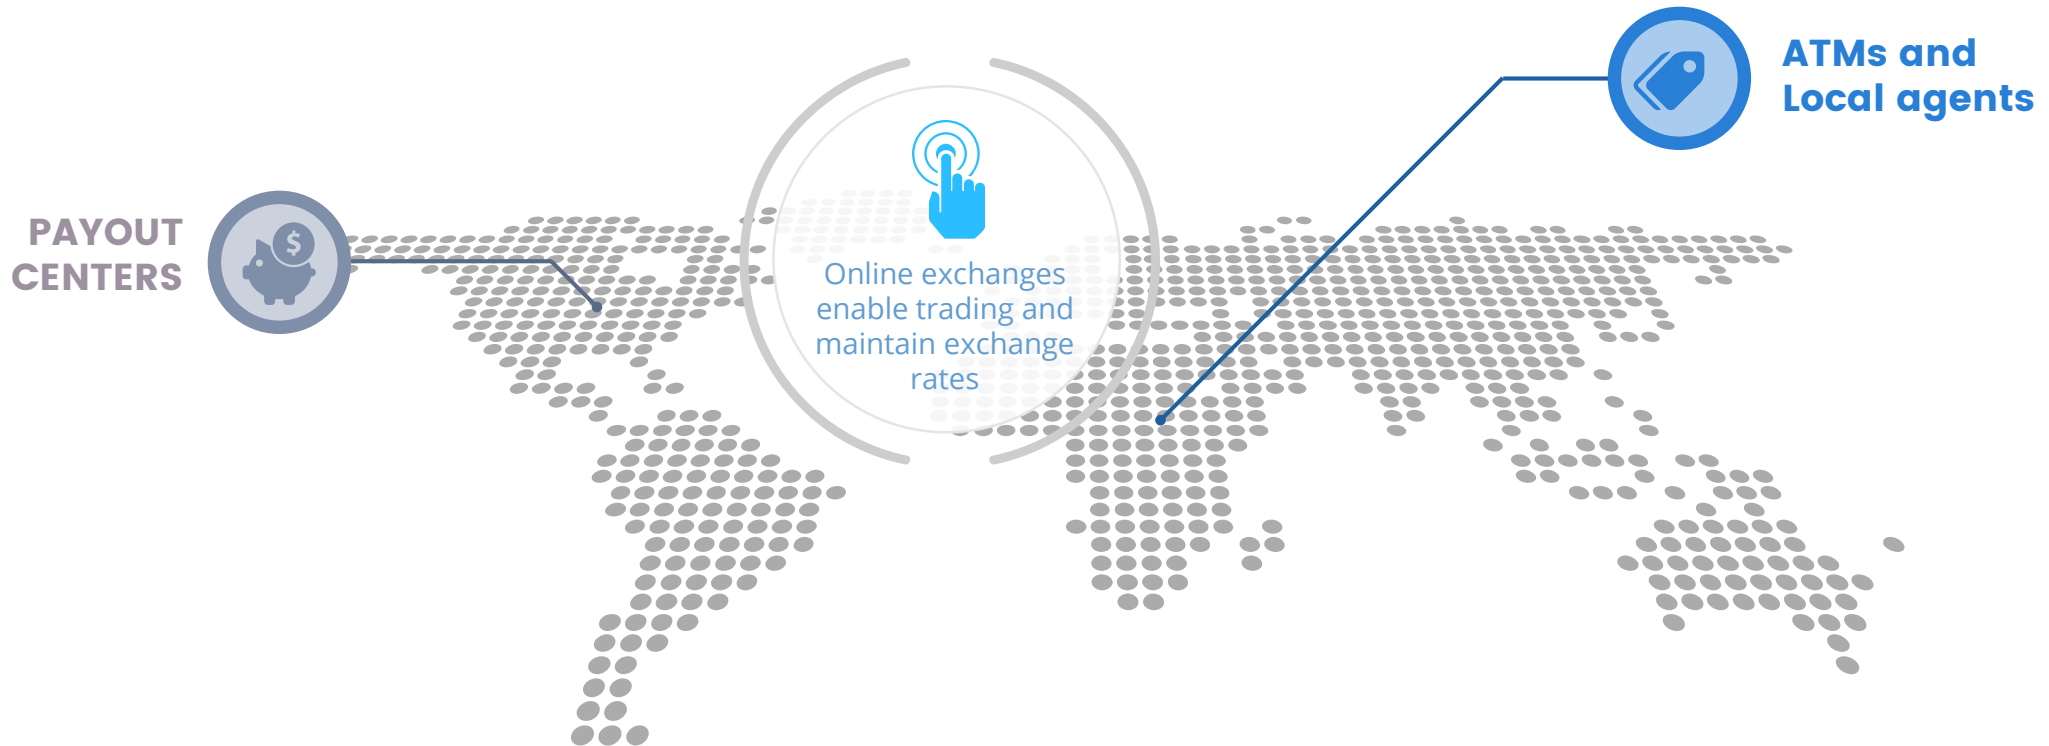 ATMs and
Local agents
PAYOUT
CENTERS
$
Online exchanges
enable trading and
maintain exchange
rates